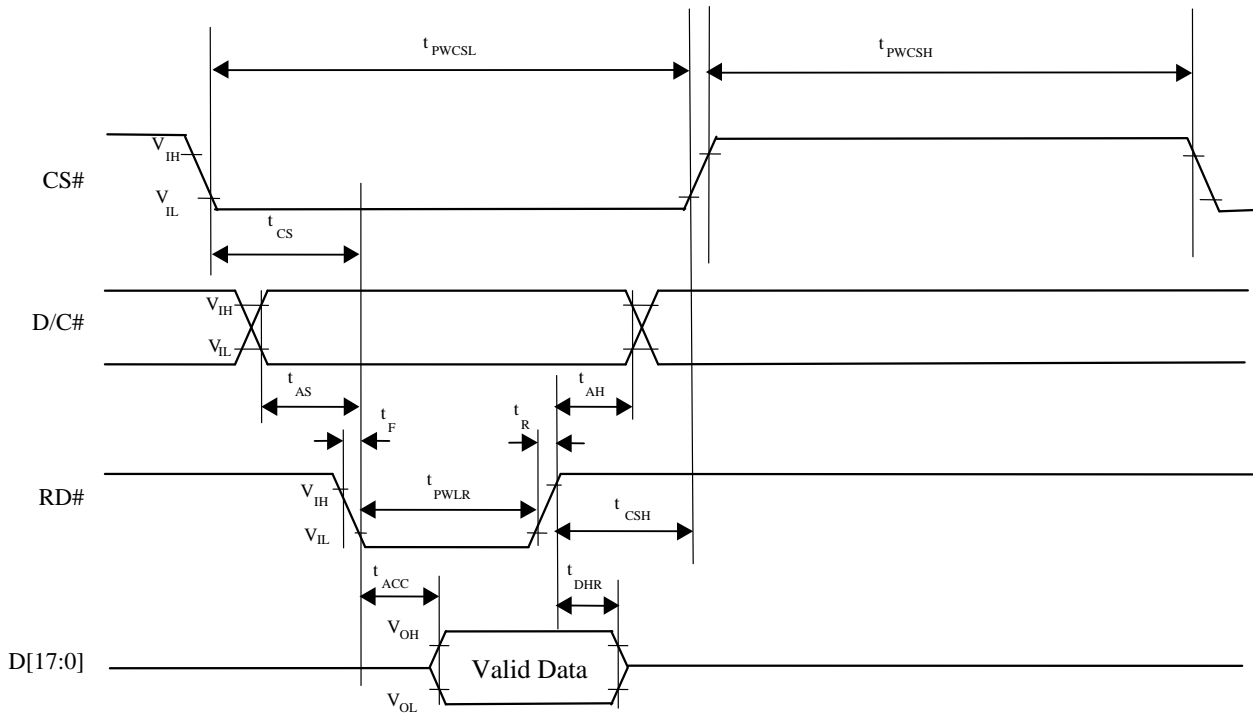 t PWCSL
t PWCSH
V IH
CS#
V IL
t CS
V IH
D/C#
V IL
t AS
t AH
t F
t R
RD#
V IH
t PWLR
t CSH
V IL
t ACC
t DHR
V OH
D[17:0]
Valid Data
V OL